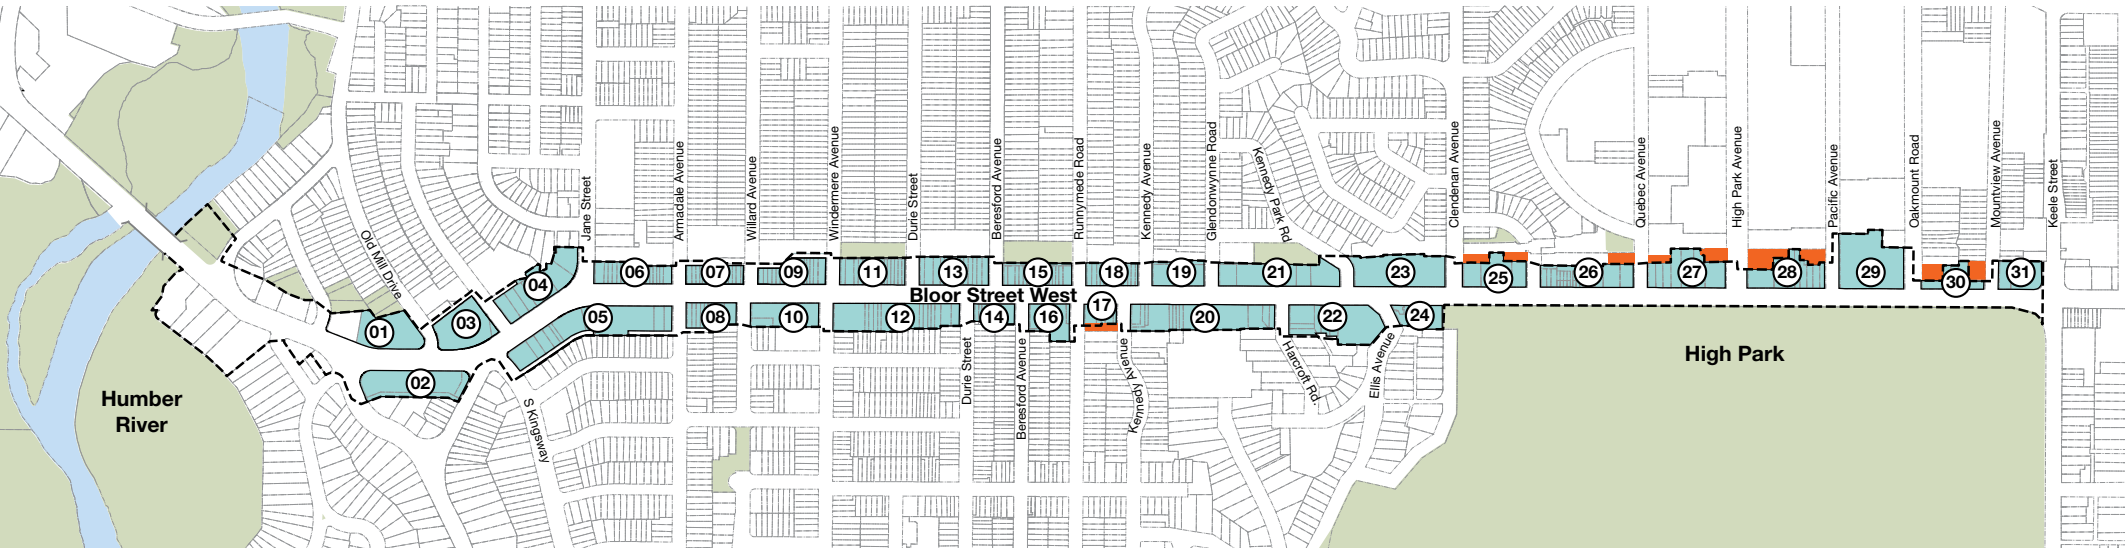 Old Mill Drive
Jane Street
Armadale Avenue
Willard Avenue
Windermere Avenue
Durie Street
Beresford Avenue
Runnymede Road
Kennedy Avenue
Glendonwynne Road
Kennedy Park Rd
Clendenan Avenue
Quebec Avenue
High Park Avenue
Pacific Avenue
Oakmount Road
Mountview Avenue
Keele Street
01
02
03
04
05
06
07
08
09
10
11
12
13
14
15
16
17
18
19
20
21
22
23
24
25
26
27
28
29
30
31
Bloor Street West
Humber
River
S Kingsway
Durie Street
Beresford Avenue
Kennedy Avenue
Harcroft Rd.
Ellis Avenue
High Park